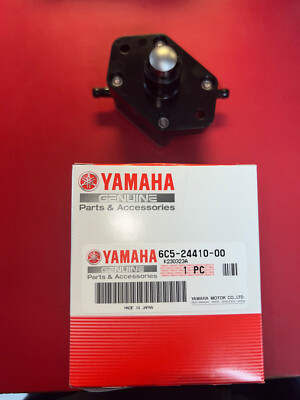 YAMAHA
GENUINE
Parts & Accessories
YAMAHA
GENUINE
Parts & Accessories
6C5-24410-00
K230323A
1 PC
YAMAHA MOTOR CO.,LTD.
MADE IN JAPAN